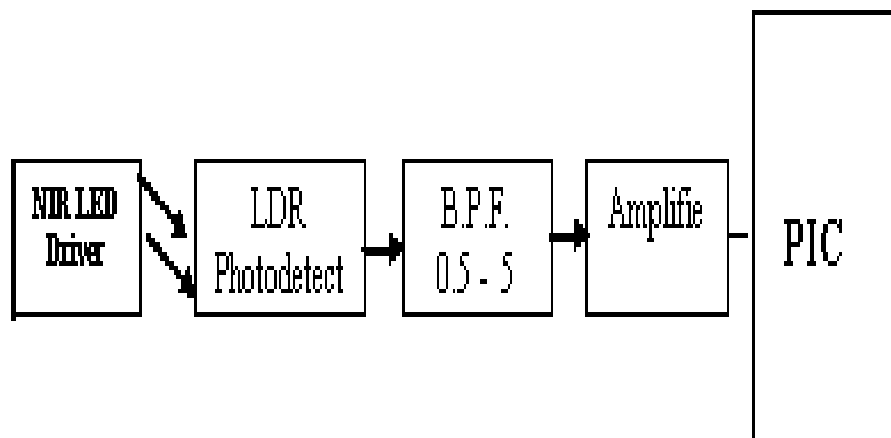 NIR LED
Driver
LDR
Photodetect
B.P.F.
0.5 - 5
Amplifie
PIC